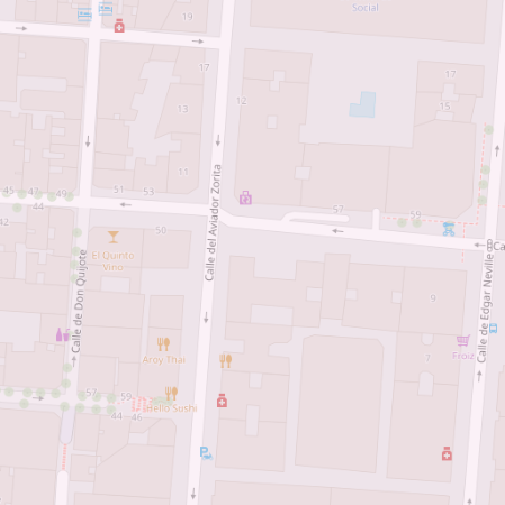 Social
19
17
17
12
15
13
11
45
47
49
51
53
44
57
59
42
50
El Quinto
Vino
Calle del Aviador Zorita
Calle de Don Quijote
Calle de Edgar Neville
9
Froiz
2
Aroy Thai
57
59
Hello Sushi
44
46